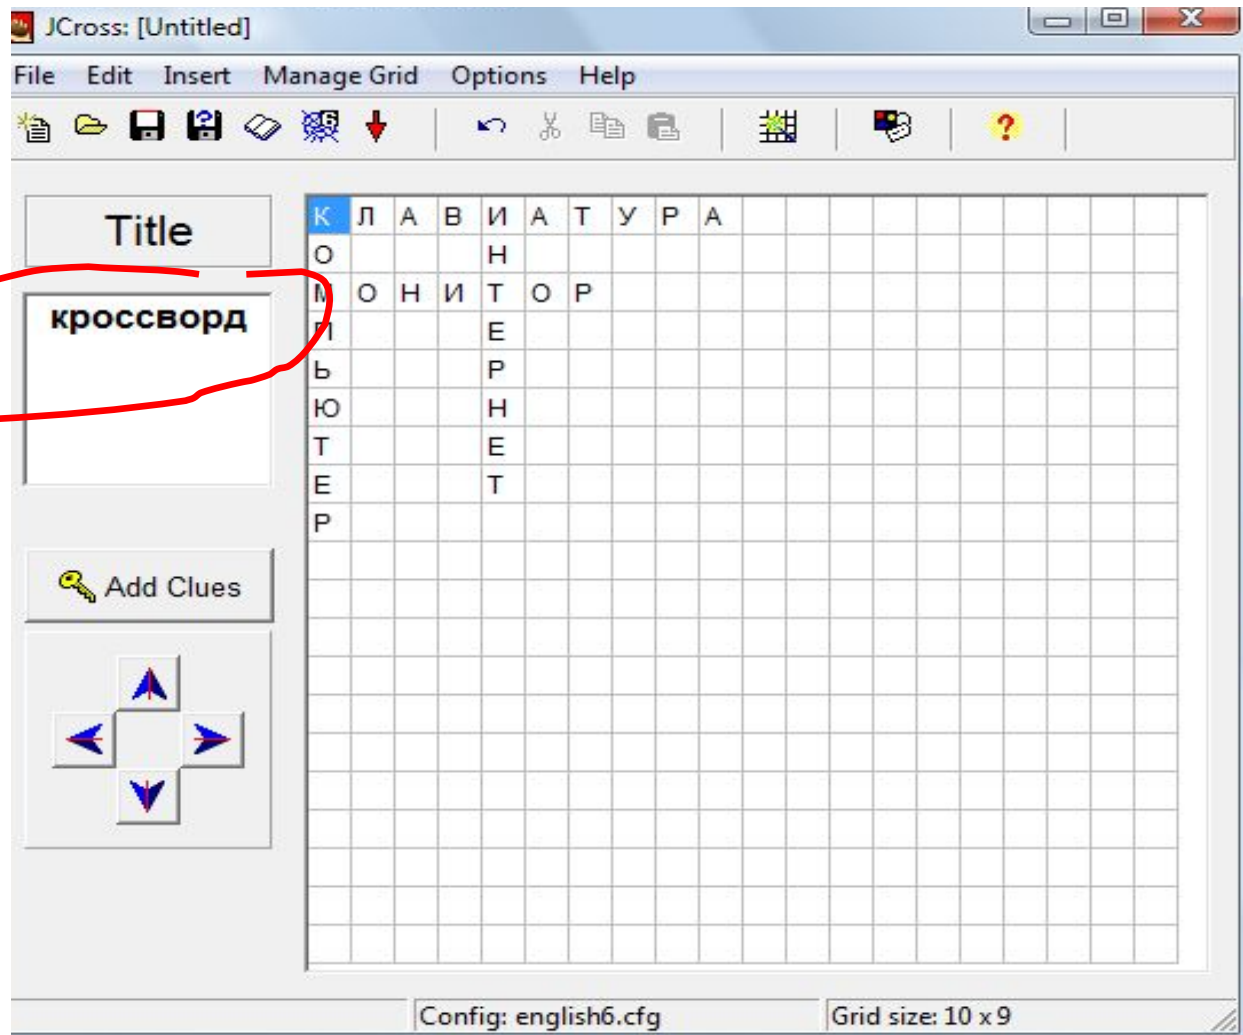 JCross: [Untitled]
File Edit Insert Manage Grid Options Help
Title
кроссворд
Add Clues
К Л А В И А Т У Р А
О Н
М О Н И Т О Р
П Е
Ь Р
Ю Н
Т Е
Е Т
Р
Config: english6.cfg
Grid size: 10 x 9